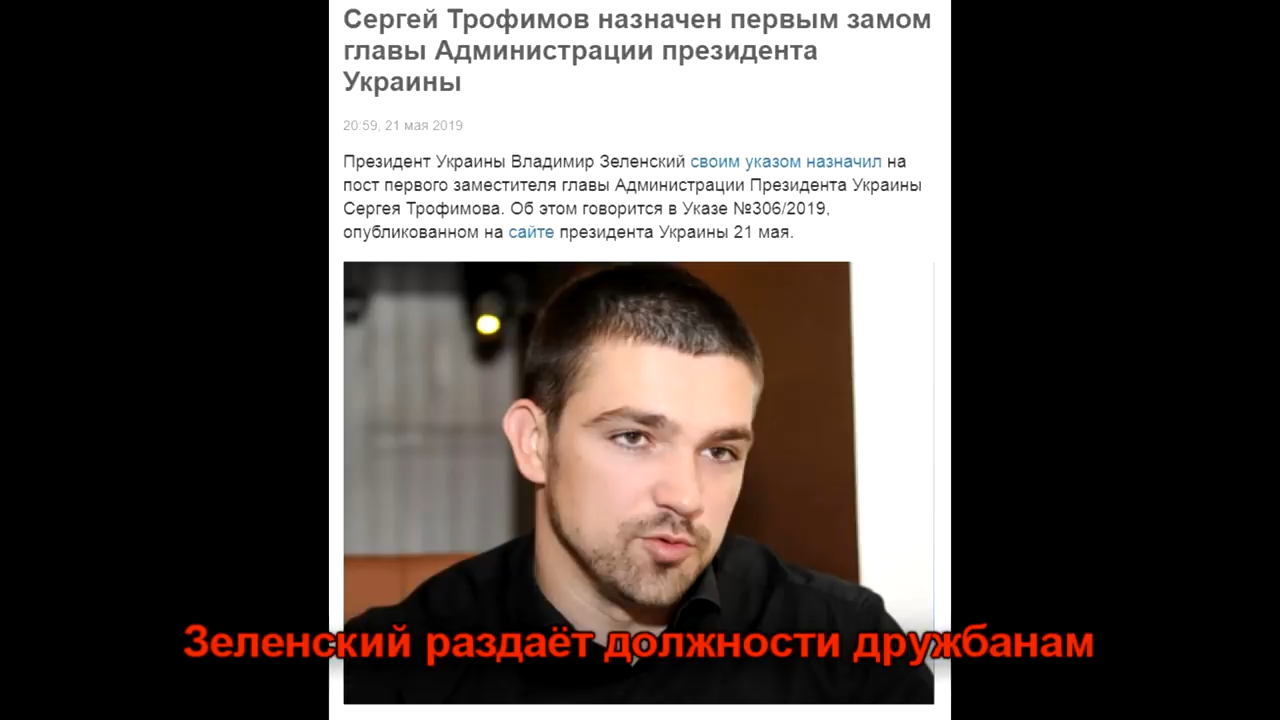 Сергей Трофимов назначен первым замом
главы Администрации президента
Украины
20:59, 21 мая 2019
Президент Украины Владимир Зеленский своим указом назначил на
пост первого заместителя главы Администрации Президента Украины
Сергея Трофимова. Об этом говорится в Указе №306/2019,
опубликованном на сайте президента Украины 21 мая.
Зеленский раздаёт должности дружбанам